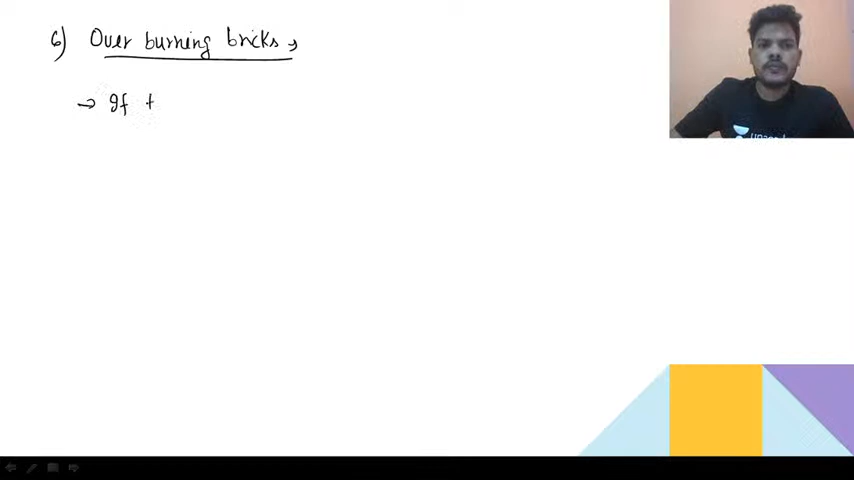 6) Over burning bricks →
→ If t